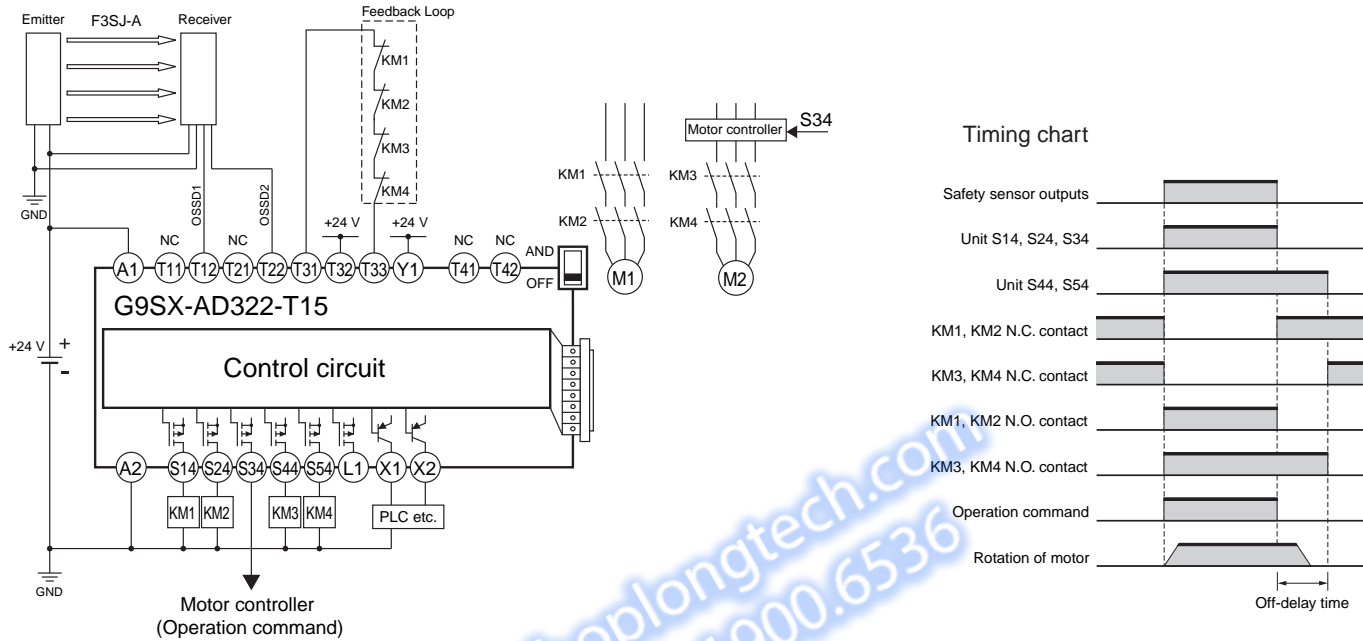 Emitter F3SJ-A Receiver
Feedback Loop
KM1
KM2
KM3
KM4
GND
OSSD1
OSSD2
+24 V +24 V
NC NC NC NC
A1 T11 T12 T21 T22 T31 T32 T33 Y1 T41 T42
AND
OFF
G9SX-AD322-T15
Control circuit
+24 V
+
-
A2 S14 S24 S34 S44 S54 L1 X1 X2
KM1 KM2 KM3 KM4 PLC etc.
GND
Motor controller
(Operation command)
Motor controller S34
KM1 KM3
KM2 KM4
M1 M2
Timing chart
Safety sensor outputs
Unit S14, S24, S34
Unit S44, S54
KM1, KM2 N.C. contact
KM3, KM4 N.C. contact
KM1, KM2 N.O. contact
KM3, KM4 N.O. contact
Operation command
Rotation of motor
Off-delay time
hoplongtech.com
1900.6536